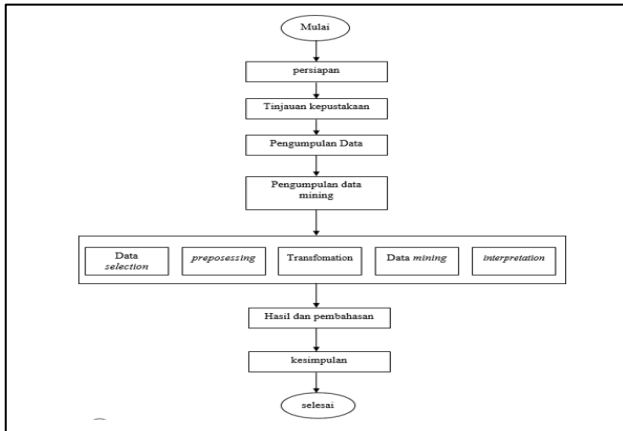 Mulai
persiapan
Tinjauan kepustakaan
Pengumpulan Data
Pengumpulan data
mining
Data
selection
preposessing
Transfomation
Data mining
interpretation
Hasil dan pembahasan
kesimpulan
selesai